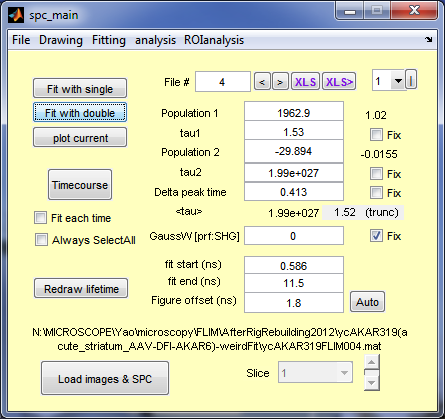 spc_main
File Drawing Fitting analysis ROIanalysis
Fit with single
File # 4 < > XLS XLS> 1 I
Fit with double
Population 1 1962.9 1.02
plot current
tau1 1.53 Fix
Population 2 -29.894 -0.0155
Timecourse
tau2 1.99e+027 Fix
Delta peak time 0.413 Fix
Fit each time
<tau> 1.99e+027 1.52 (trunc)
Always SelectAll
GaussW [prf:SHG] 0 Fix
fit start (ns) 0.586
Redraw lifetime
fit end (ns) 11.5
Figure offset (ns) 1.8 Auto
N:\MICROSCOPE\Yao\microscopy\FLIM\AfterRigRebuilding2012\ycAKAR319(a
cute_striatum_AAV-DFI-AKAR6)-weirdFit\ycAKAR319FLIM004.mat
Load images & SPC
Slice 1